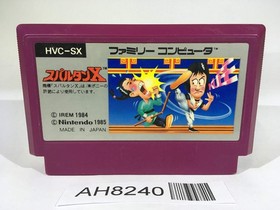 HVC-SX
ファミリー コンピュータ
スパルタンX
© IREM 1984
© Nintendo 1985
MADE IN JAPAN
AH8240